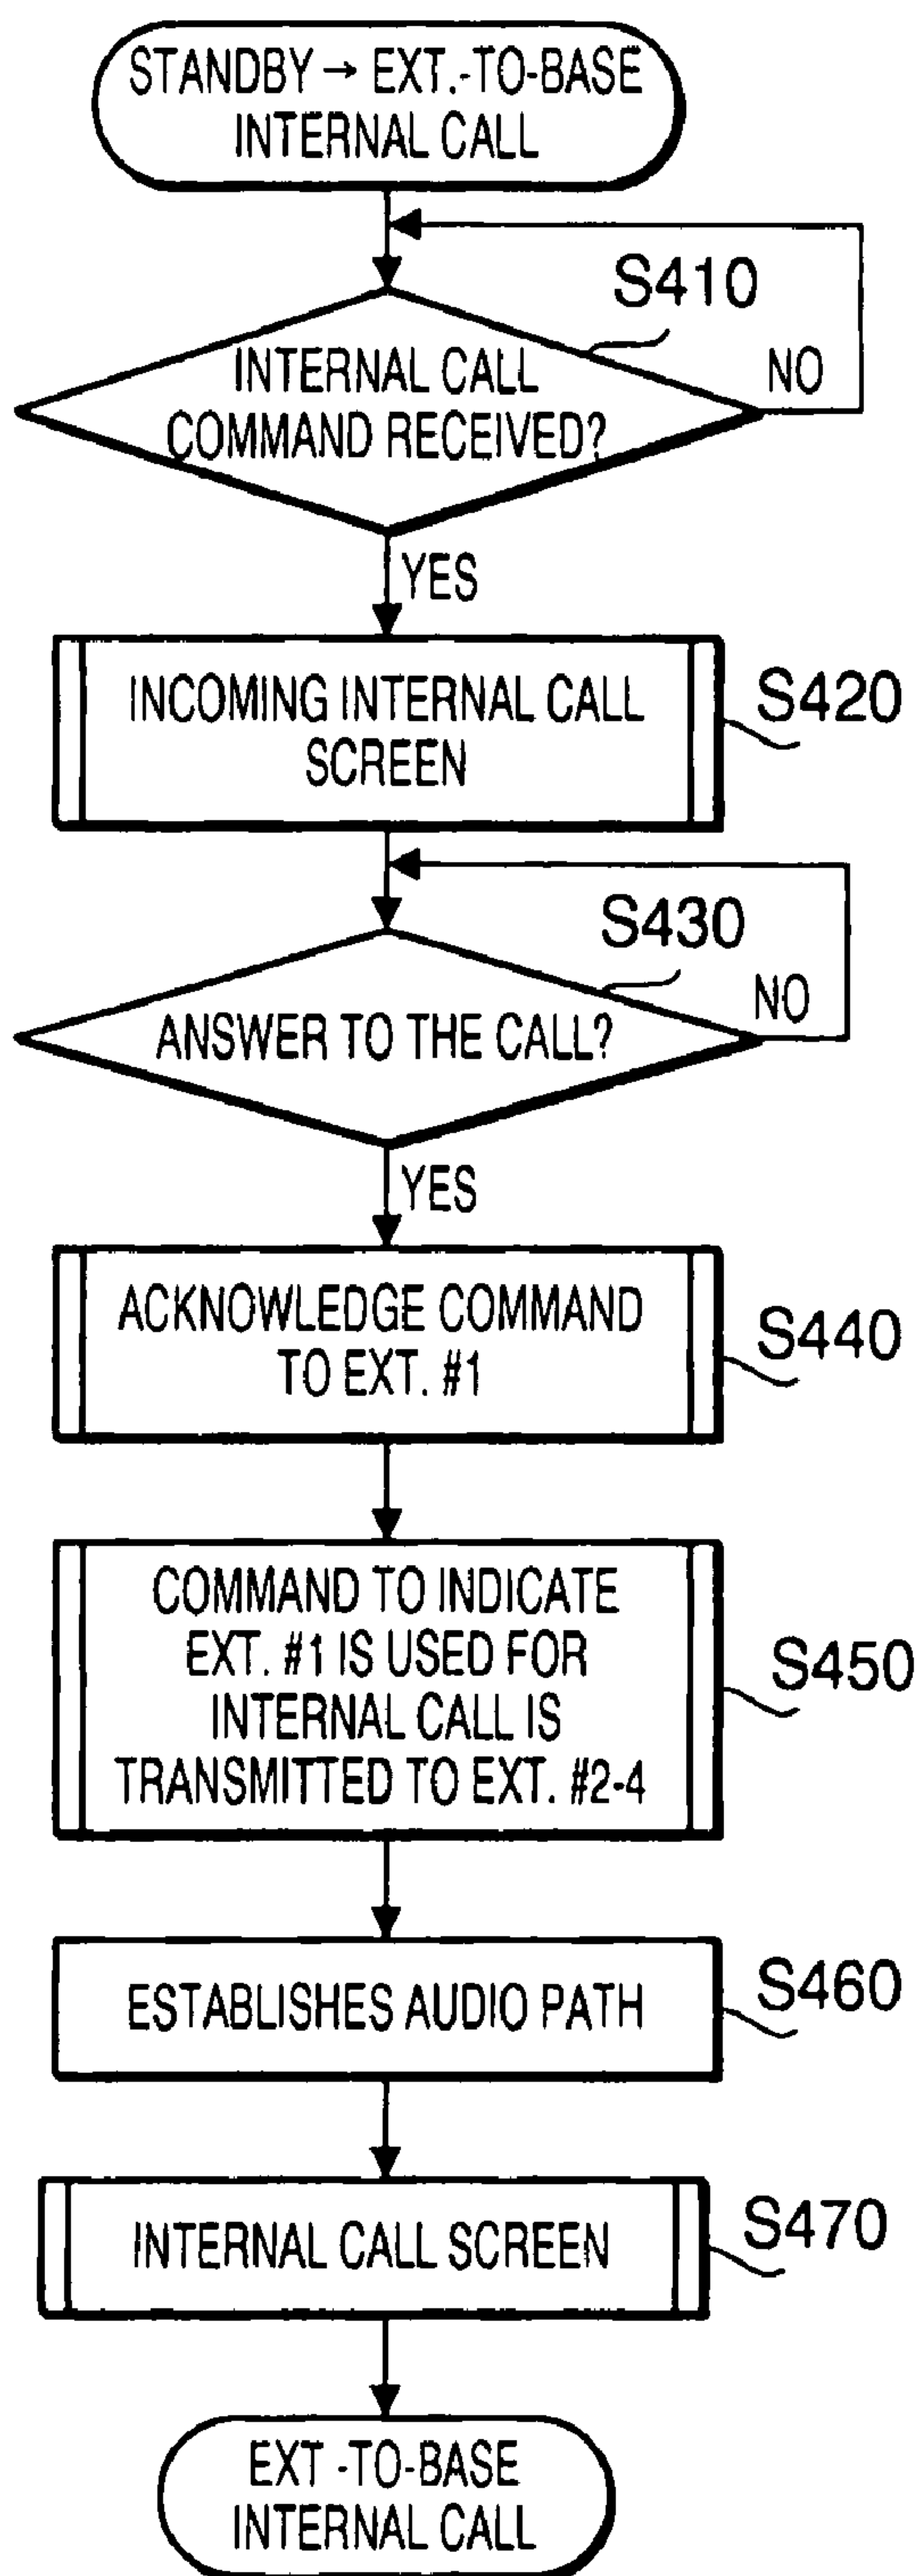 STANDBY → EXT.-TO-BASE
INTERNAL CALL
S410
INTERNAL CALL
COMMAND RECEIVED?
NO
YES
INCOMING INTERNAL CALL
SCREEN
S420
S430
ANSWER TO THE CALL?
NO
YES
ACKNOWLEDGE COMMAND
TO EXT. #1
S440
COMMAND TO INDICATE
EXT. #1 IS USED FOR
INTERNAL CALL IS
TRANSMITTED TO EXT. #2-4
S450
ESTABLISHES AUDIO PATH
S460
INTERNAL CALL SCREEN
S470
EXT -TO-BASE
INTERNAL CALL